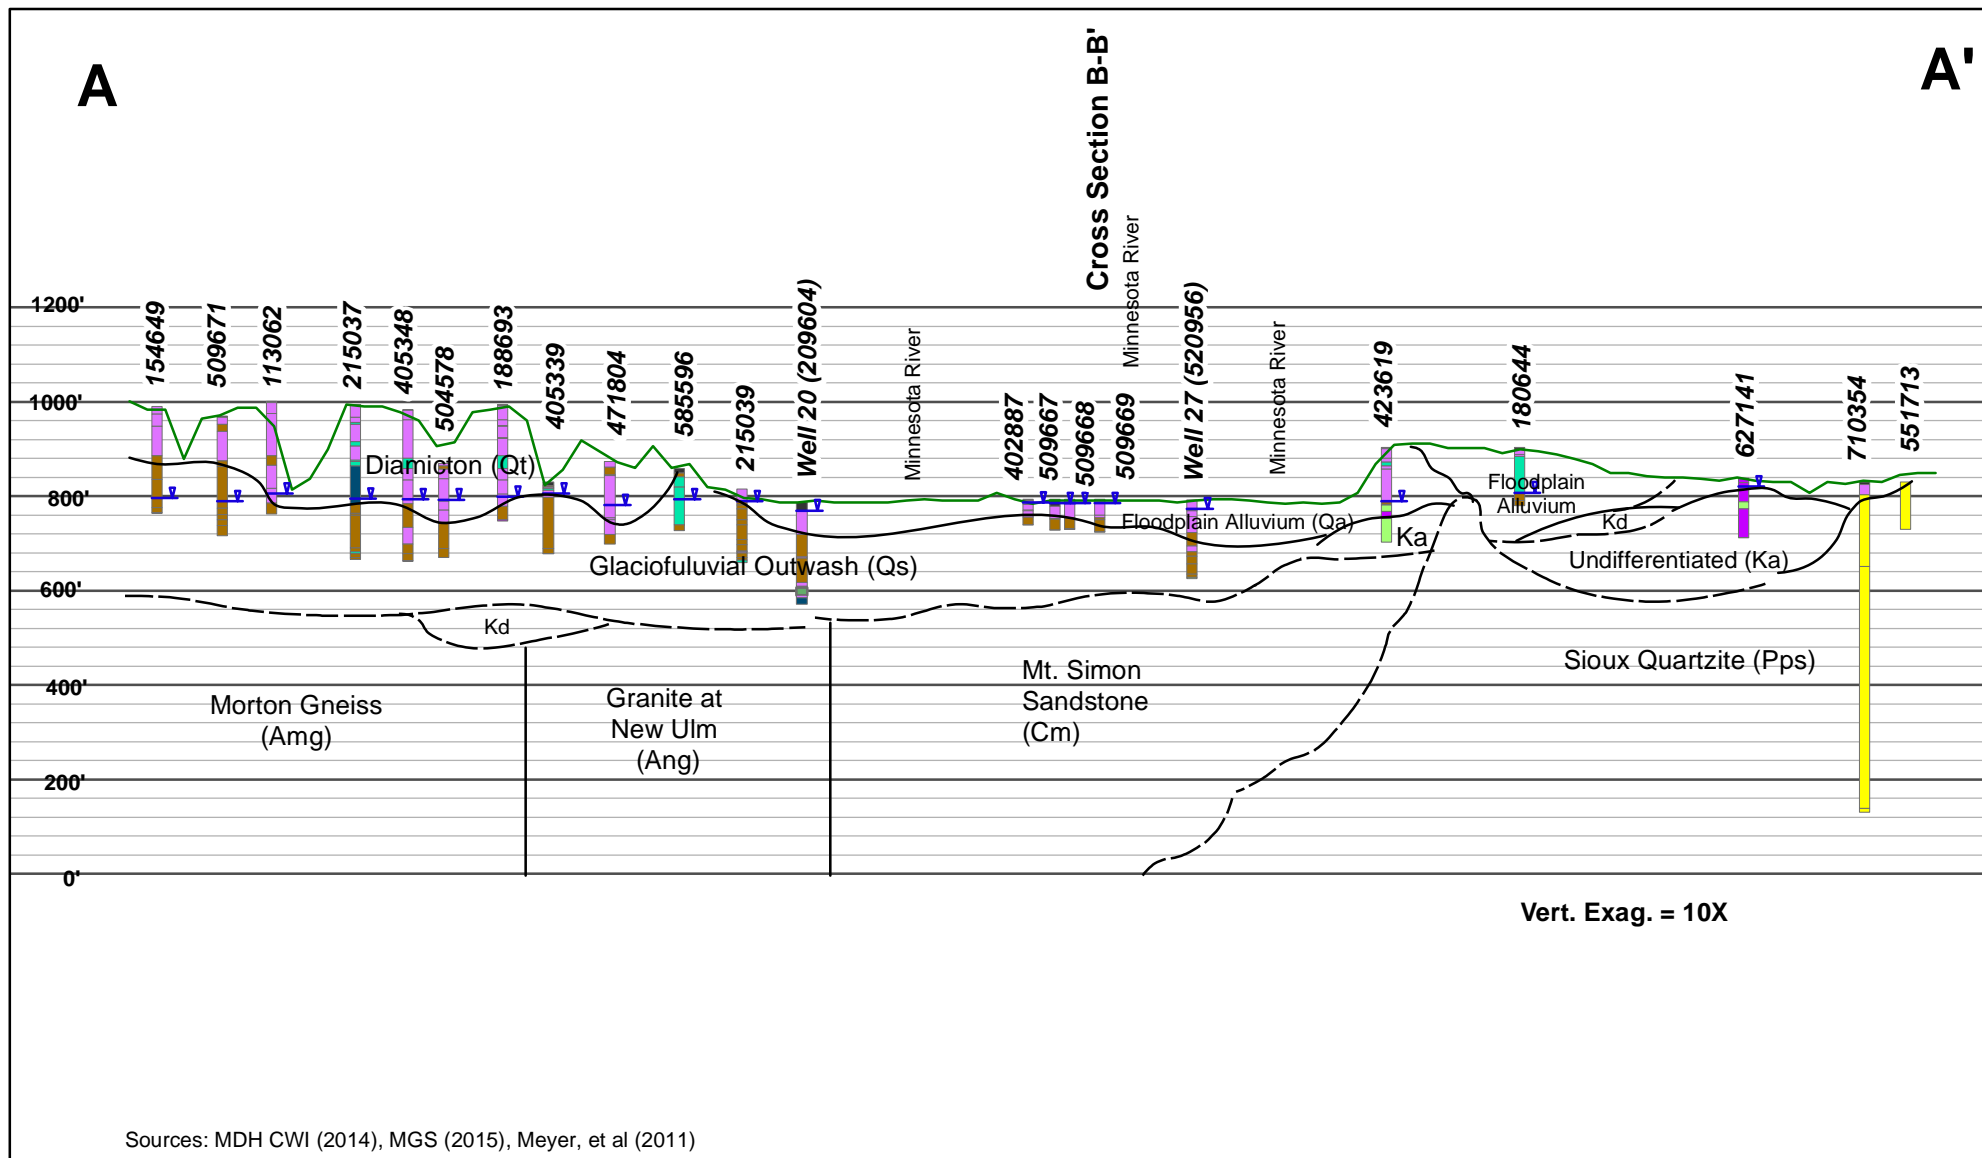 A
A'
Cross Section B-B'
Minnesota River
Minnesota River
Minnesota River
154649
509671
113062
215037
405348
504578
188693
405339
471804
585596
215039
Well 20 (209604)
402887
509667
509668
509669
Well 27 (520956)
423619
180644
627141
710354
551713
1200'
1000'
800'
600'
400'
200'
0'
Diamicton (Qt)
Floodplain
Alluvium
Floodplain Alluvium (Qa)
Kd
Ka
Undifferentiated (Ka)
Glaciofuluvial Outwash (Qs)
Kd
Sioux Quartzite (Pps)
Morton Gneiss
(Amg)
Granite at
New Ulm
(Ang)
Mt. Simon
Sandstone
(Cm)
Vert. Exag. = 10X
Sources: MDH CWI (2014), MGS (2015), Meyer, et al (2011)